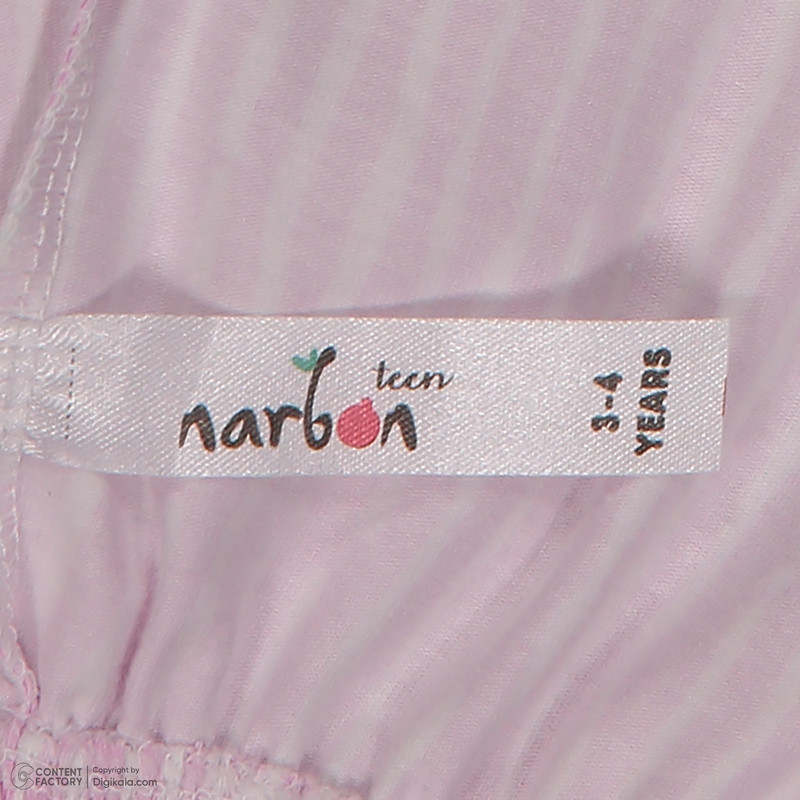 narbon teen
3-4
YEARS
CONTENT FACTORY
Copyright by
Digikala.com